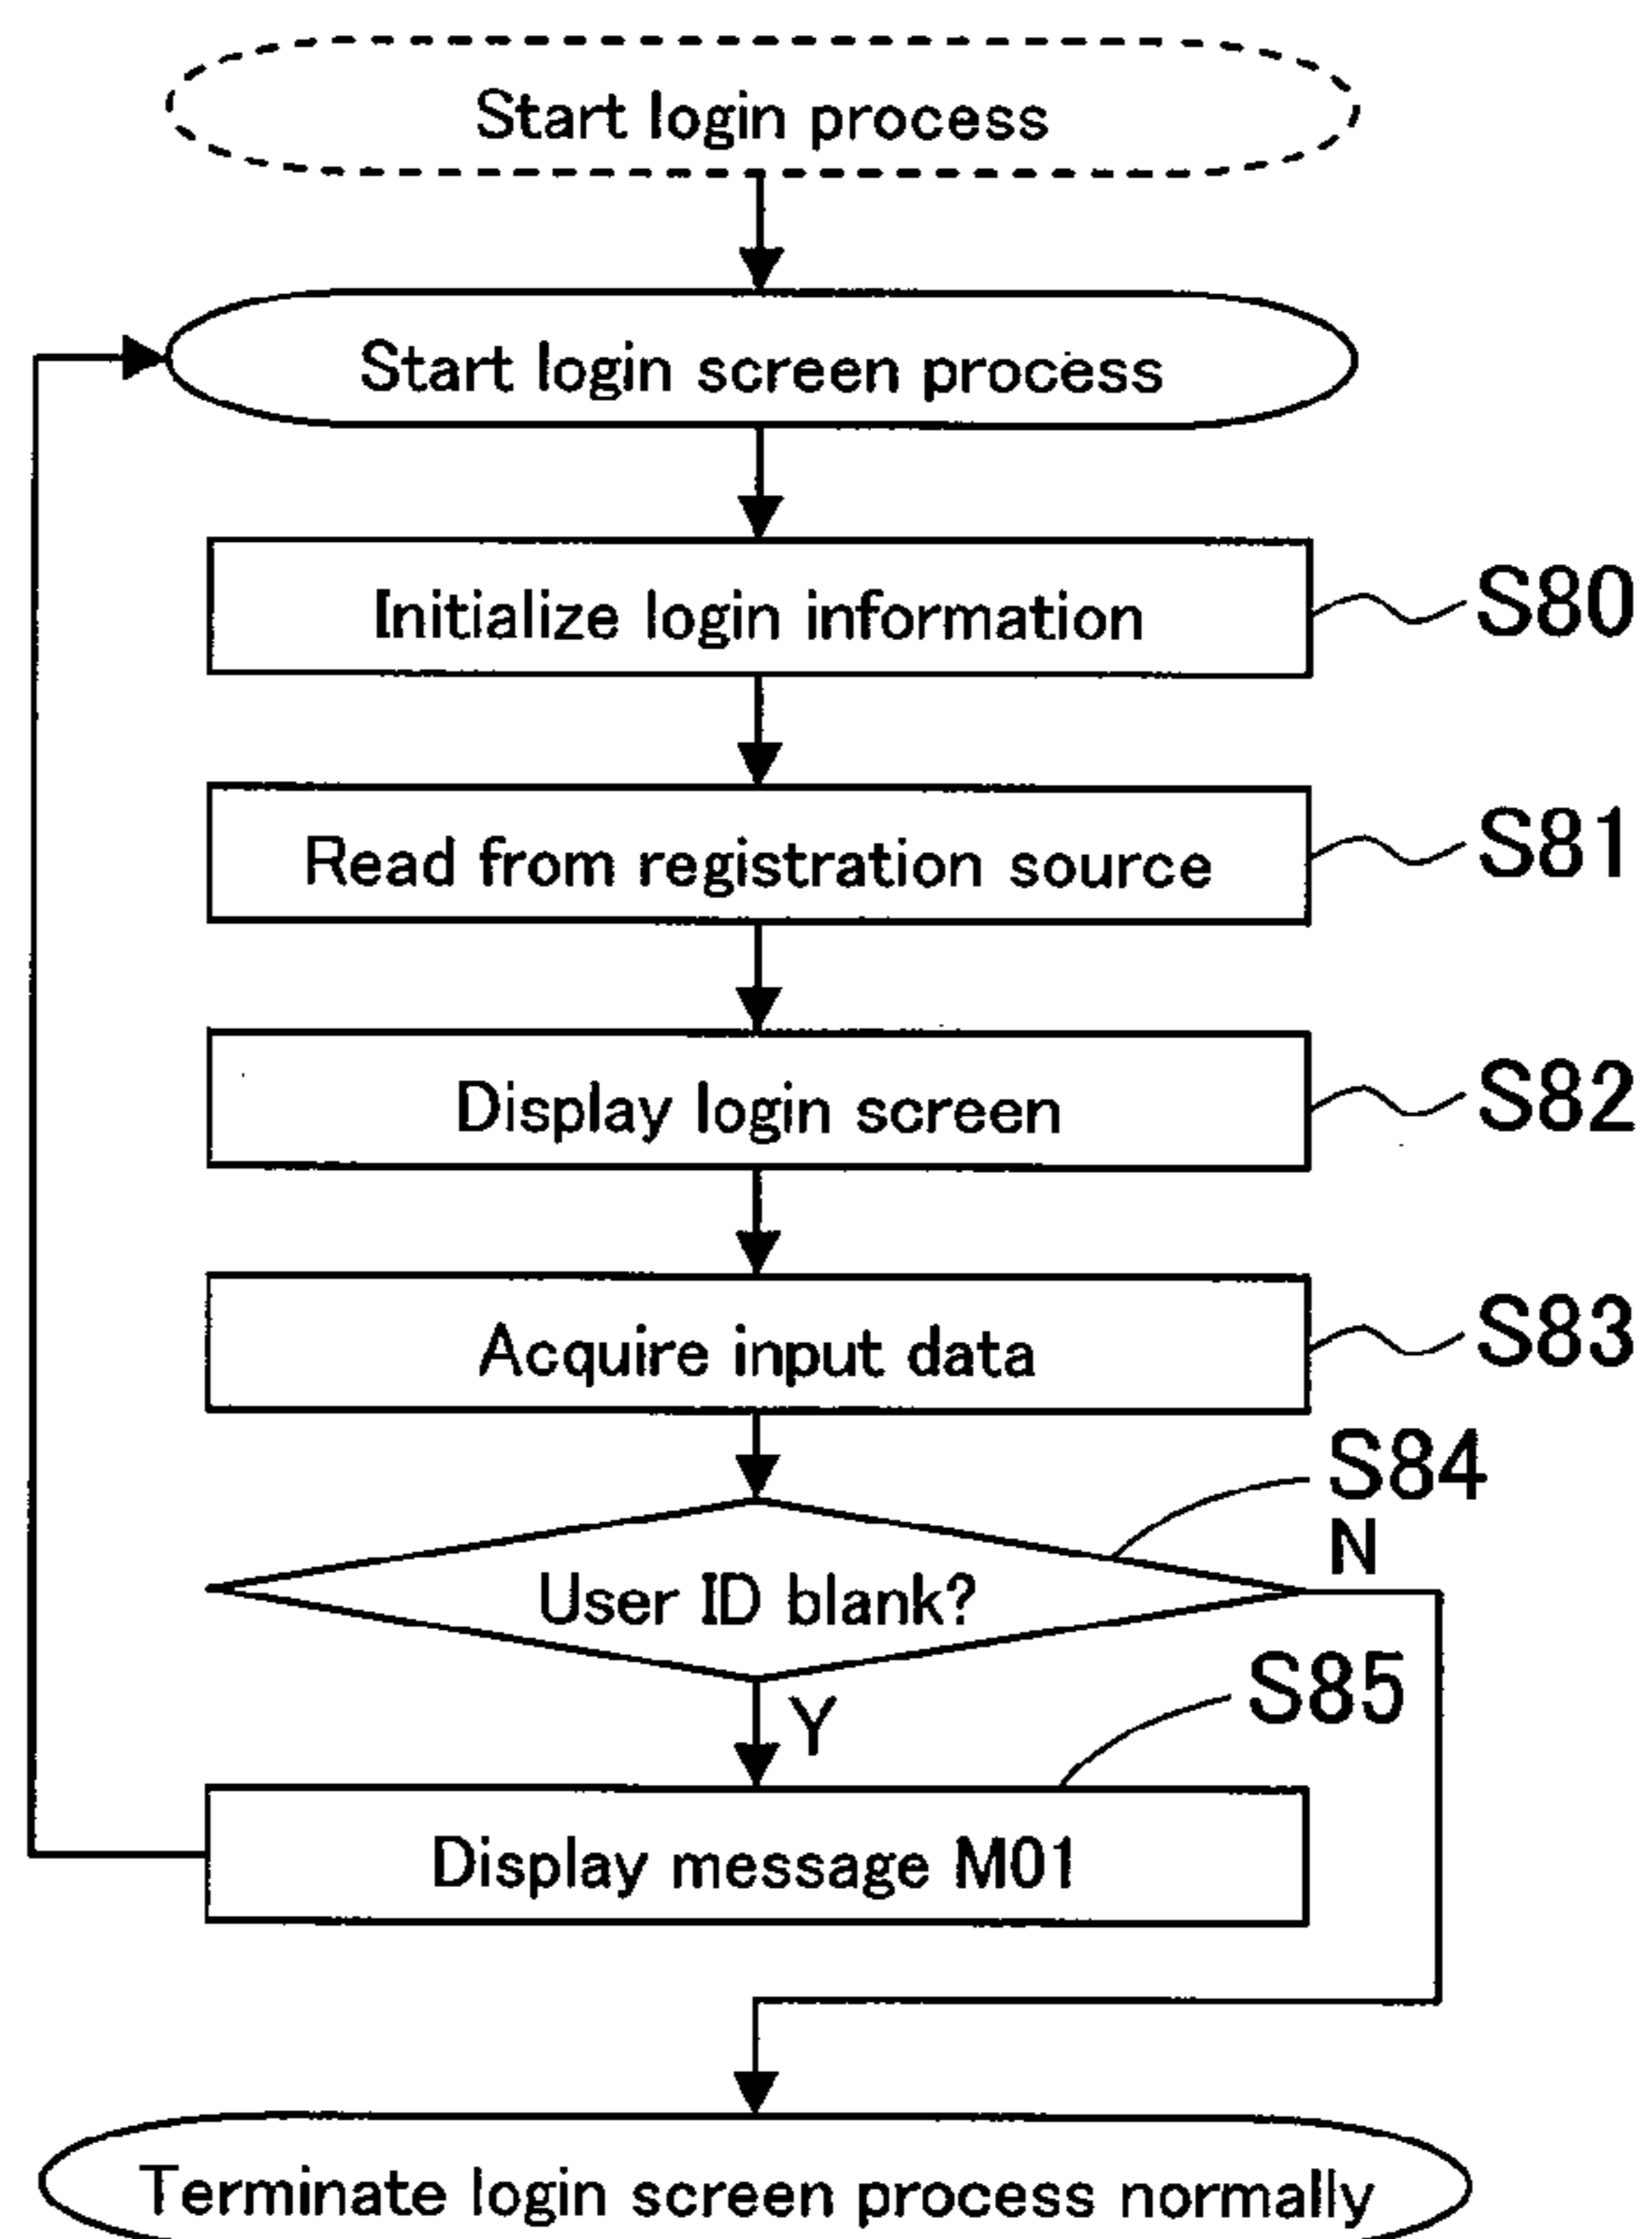 Start login process
Start login screen process
Initialize login information
S80
Read from registration source
S81
Display login screen
S82
Acquire input data
S83
S84
N
User ID blank?
Y
S85
Display message M01
Terminate login screen process normally